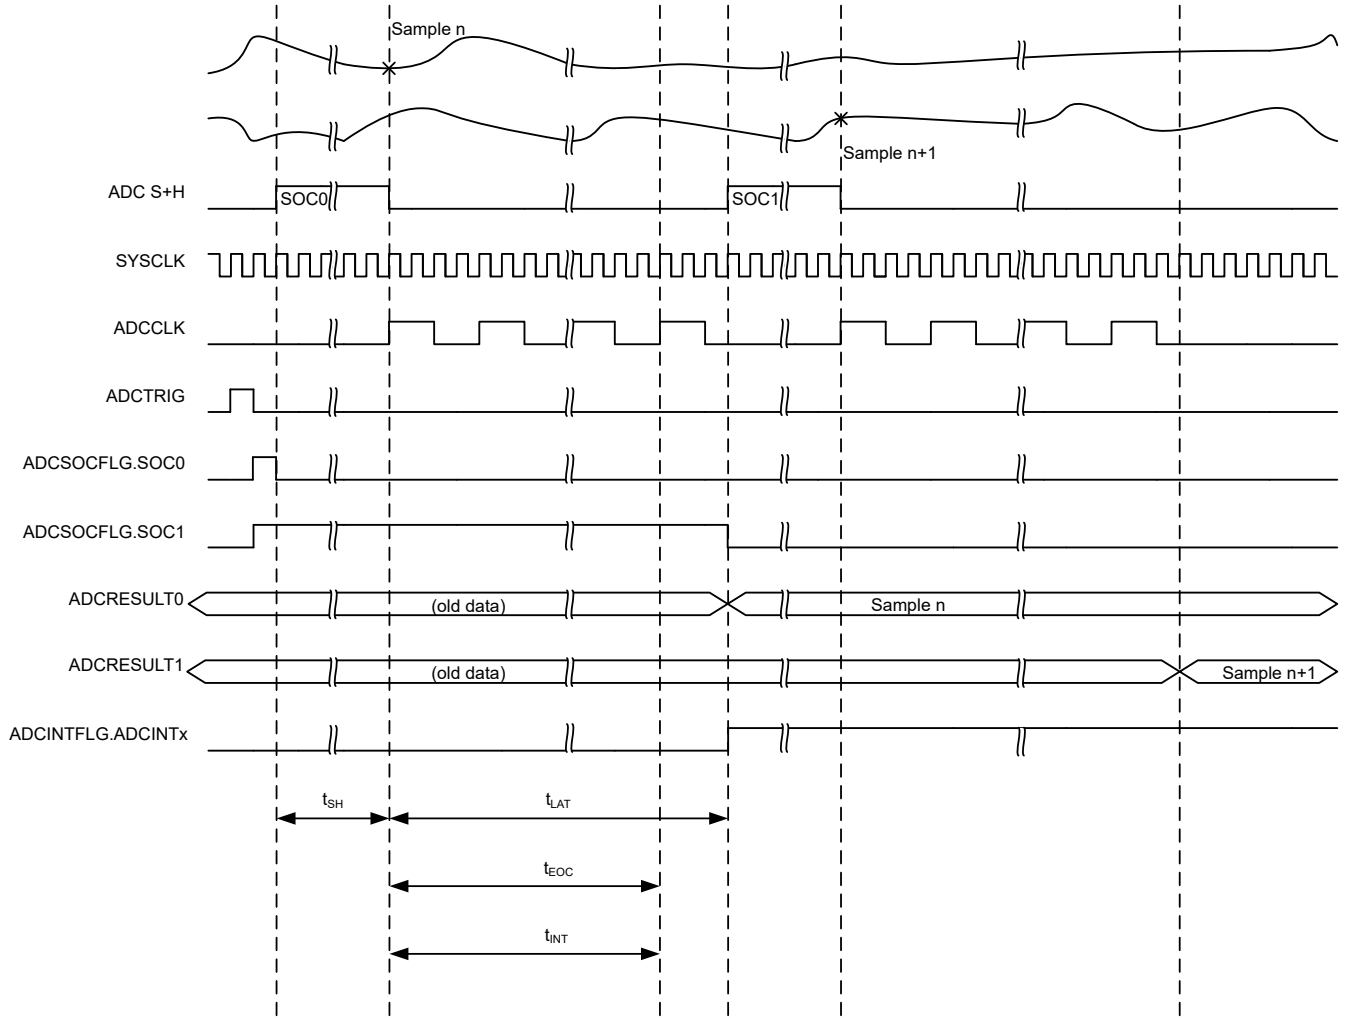 Sample n
Sample n+1
ADC S+H
SOC0
SOC1
SYSCLK
ADCCLK
ADCTRIG
ADCSOCFLG.SOC0
ADCSOCFLG.SOC1
ADCRESULT0
(old data)
Sample n
ADCRESULT1
(old data)
Sample n+1
ADCINTFLG.ADCINTx
tSH
tLAT
tEOC
tINT